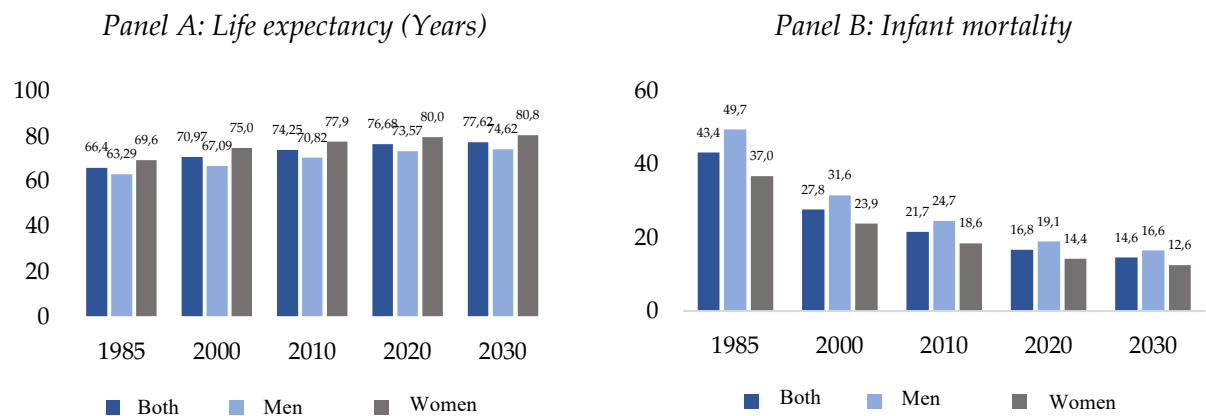 Panel A: Life expectancy (Years)
100
80
60
40
20
0
66,4 63,29 69,6
70,97 67,09 75,0
74,25 70,82 77,9
76,68 73,57 80,0
77,62 74,62 80,8
1985 2000 2010 2020 2030
Both Men Women
Panel B: Infant mortality
60
40
20
0
43,4 49,7 37,0
27,8 31,6 23,9
21,7 24,7 18,6
16,8 19,1 14,4
14,6 16,6 12,6
1985 2000 2010 2020 2030
Both Men Women